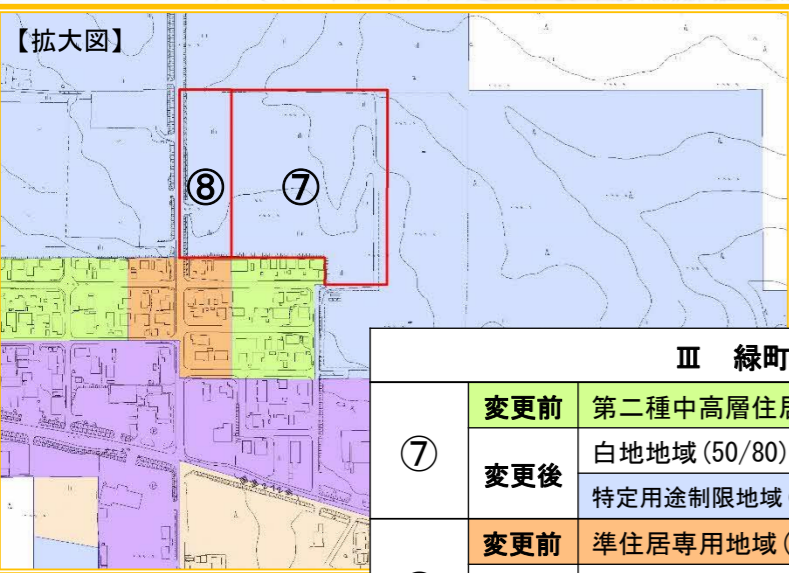 【拡大図】
⑧
⑦
Ⅲ 緑町
⑦
変更前
第二種中高層住
変更後
白地地域(50/80)
特定用途制限地域
変更前
準住居専用地域(